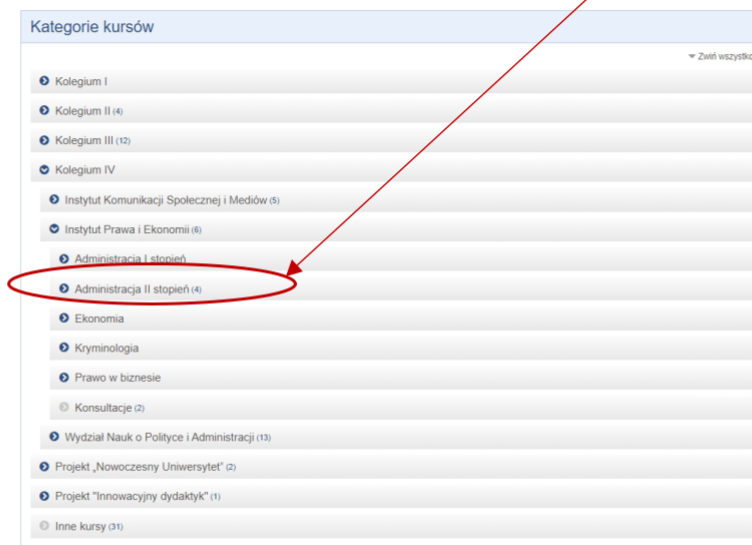 Kategorie kursów
Zwiń wszystko
Kolegium I
Kolegium II (4)
Kolegium III (12)
Kolegium IV
Instytut Komunikacji Społecznej i Mediów (5)
Instytut Prawa i Ekonomii (6)
Administracja I stopień
Administracja II stopień (4)
Ekonomia
Kryminologia
Prawo w biznesie
Konsultacje (2)
Wydział Nauk o Polityce i Administracji (13)
Projekt „Nowoczesny Uniwersytet” (2)
Projekt "Innowacyjny dydaktyk" (1)
Inne kursy (31)